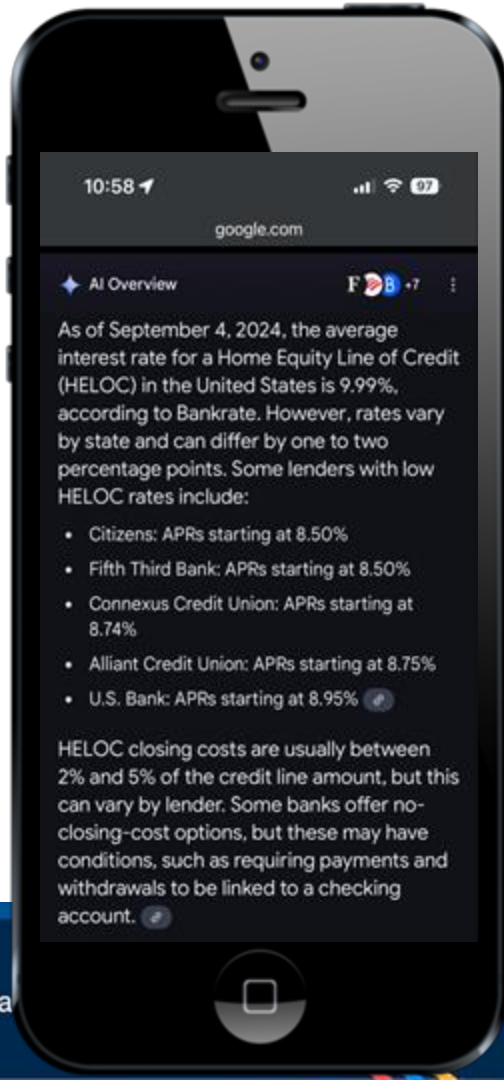 10:58
97
google.com
AI Overview
F B +7
As of September 4, 2024, the average
interest rate for a Home Equity Line of Credit
(HELOC) in the United States is 9.99%,
according to Bankrate. However, rates vary
by state and can differ by one to two
percentage points. Some lenders with low
HELOC rates include:
• Citizens: APRs starting at 8.50%
• Fifth Third Bank: APRs starting at 8.50%
• Connexus Credit Union: APRs starting at
8.74%
• Alliant Credit Union: APRs starting at 8.75%
• U.S. Bank: APRs starting at 8.95%
HELOC closing costs are usually between
2% and 5% of the credit line amount, but this
can vary by lender. Some banks offer no-
closing-cost options, but these may have
conditions, such as requiring payments and
withdrawals to be linked to a checking
account.
a